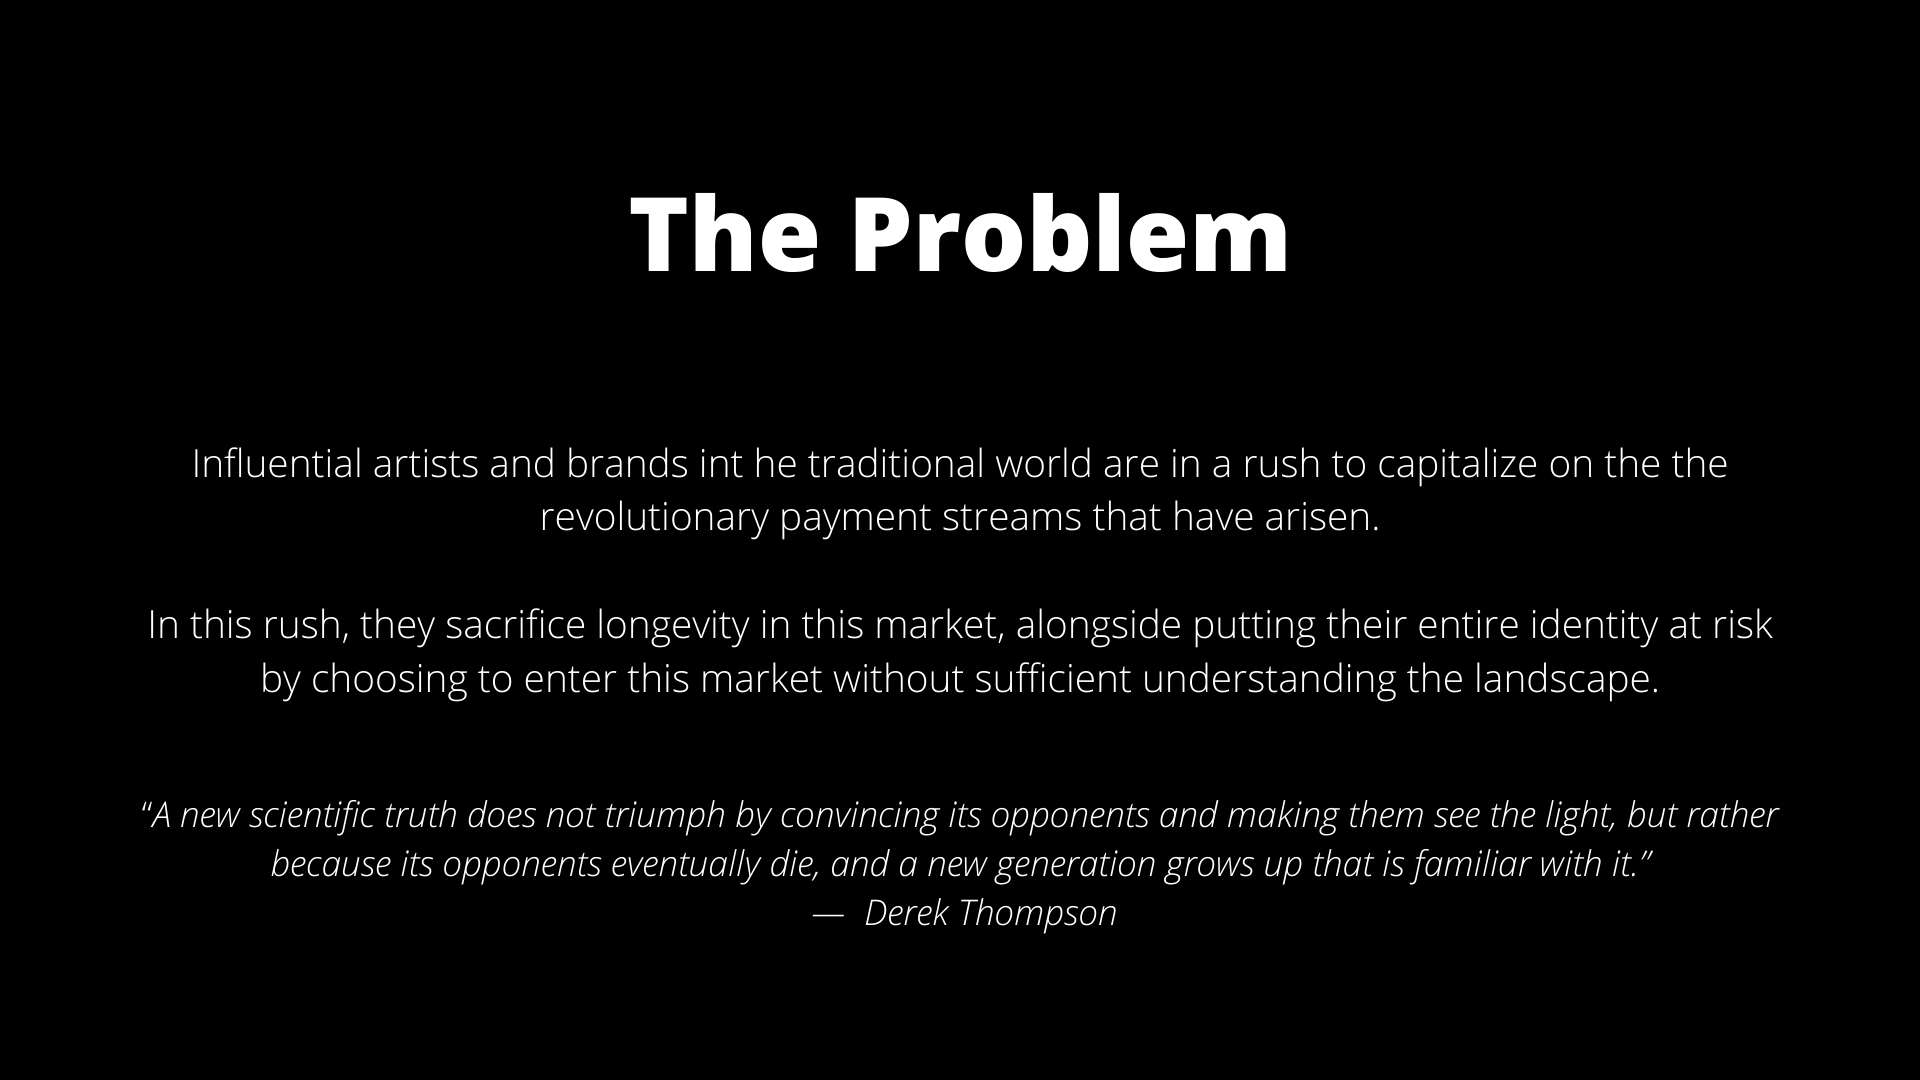 The Problem
Influential artists and brands int he traditional world are in a rush to capitalize on the the
revolutionary payment streams that have arisen.
In this rush, they sacrifice longevity in this market, alongside putting their entire identity at risk
by choosing to enter this market without sufficient understanding the landscape.
“A new scientific truth does not triumph by convincing its opponents and making them see the light, but rather
because its opponents eventually die, and a new generation grows up that is familiar with it.”
— Derek Thompson